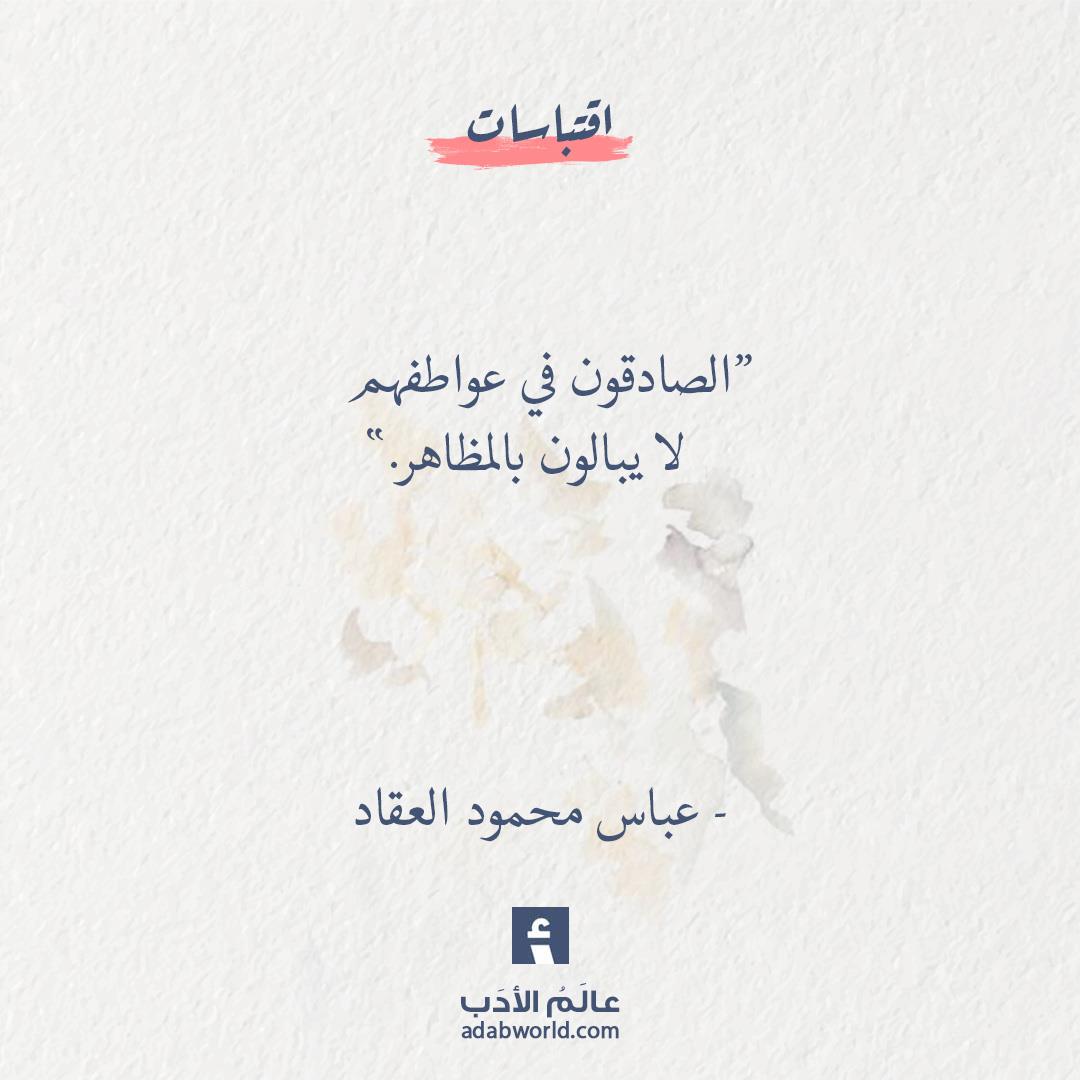 اقتباسات
”الصادقون في عواطفهم
لا يبالون بالمظاهر.“
- عباس محمود العقاد
أ
عالَمُ الأدَب
adabworld.com